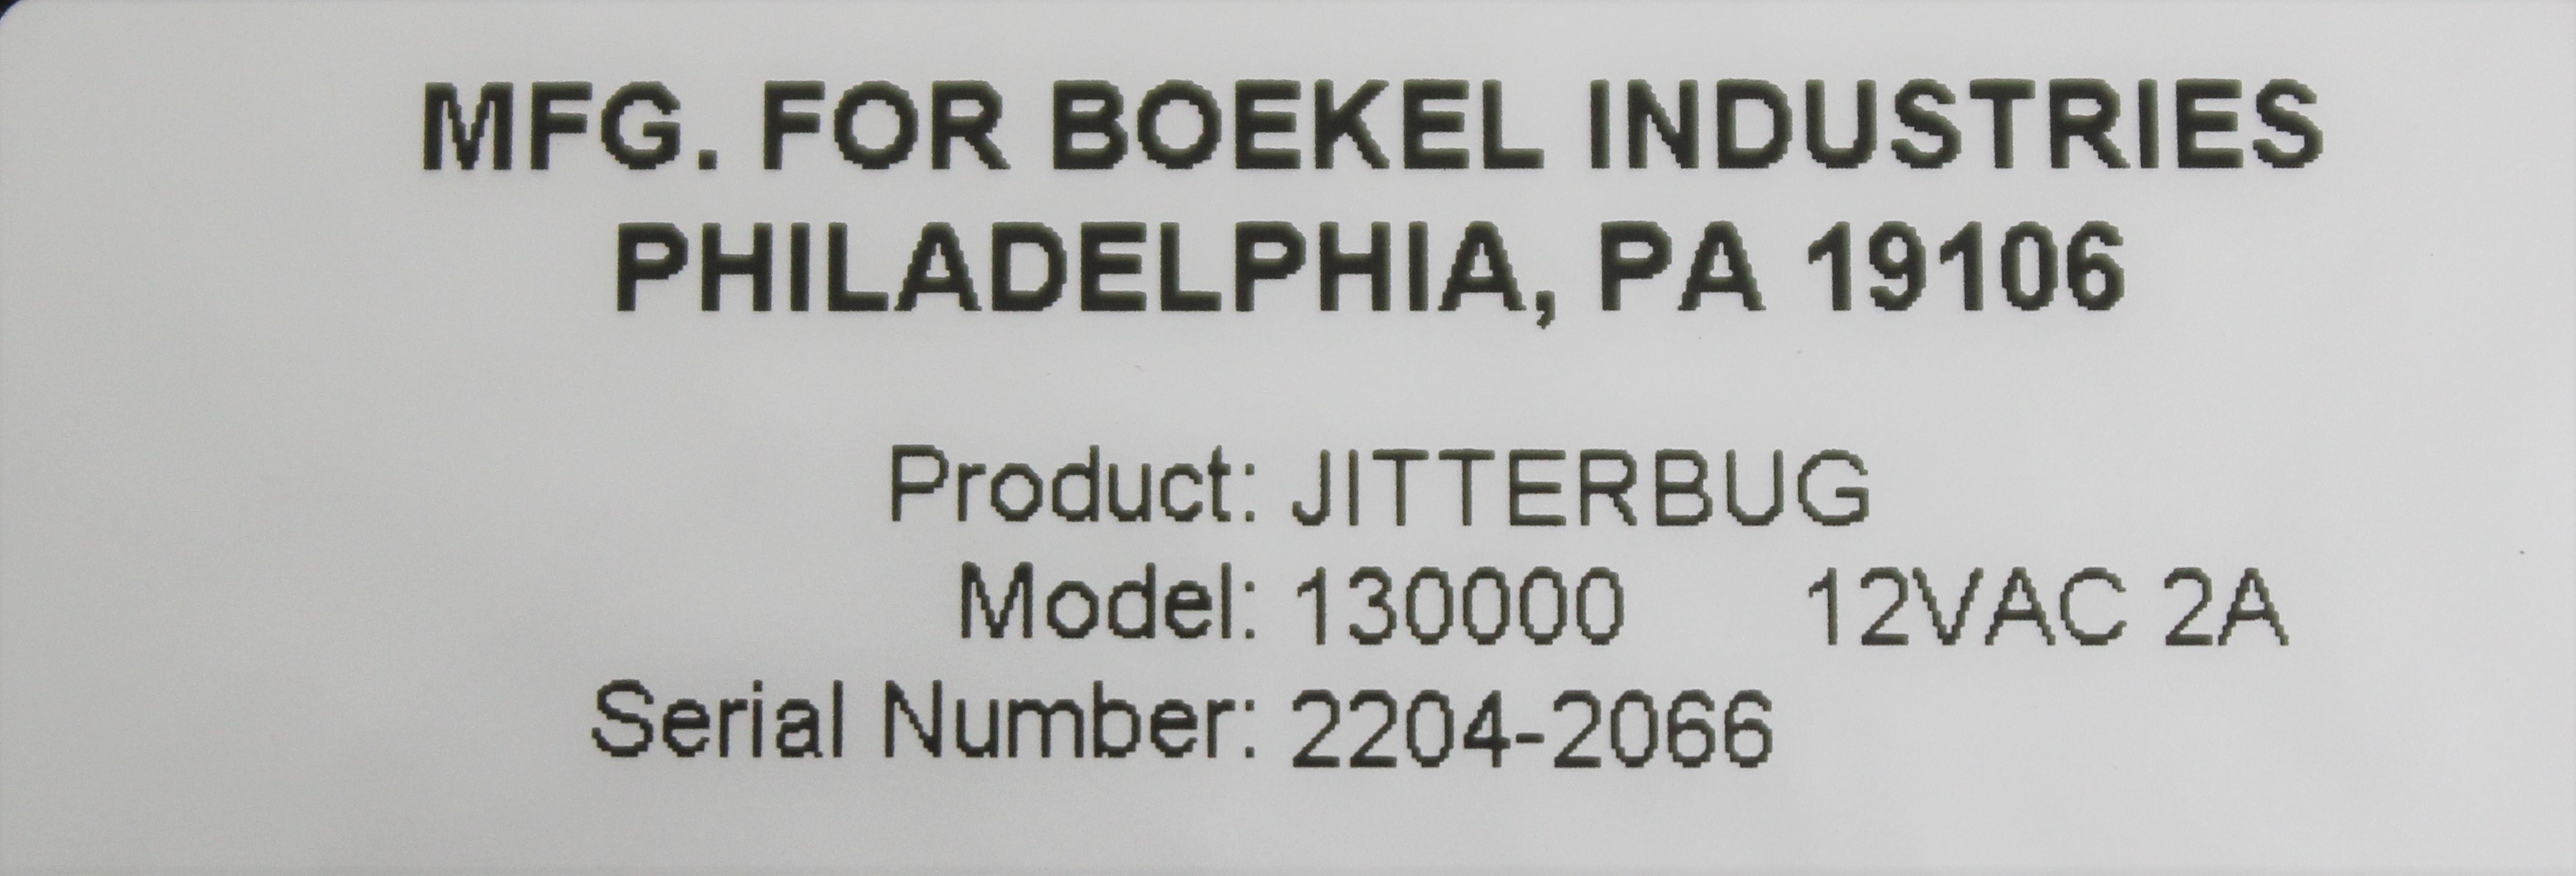 MFG. FOR BOEKEL INDUSTRIES
PHILADELPHIA, PA 19106
Product: JITTERBUG
Model: 130000 12VAC 2A
Serial Number: 2204-2066